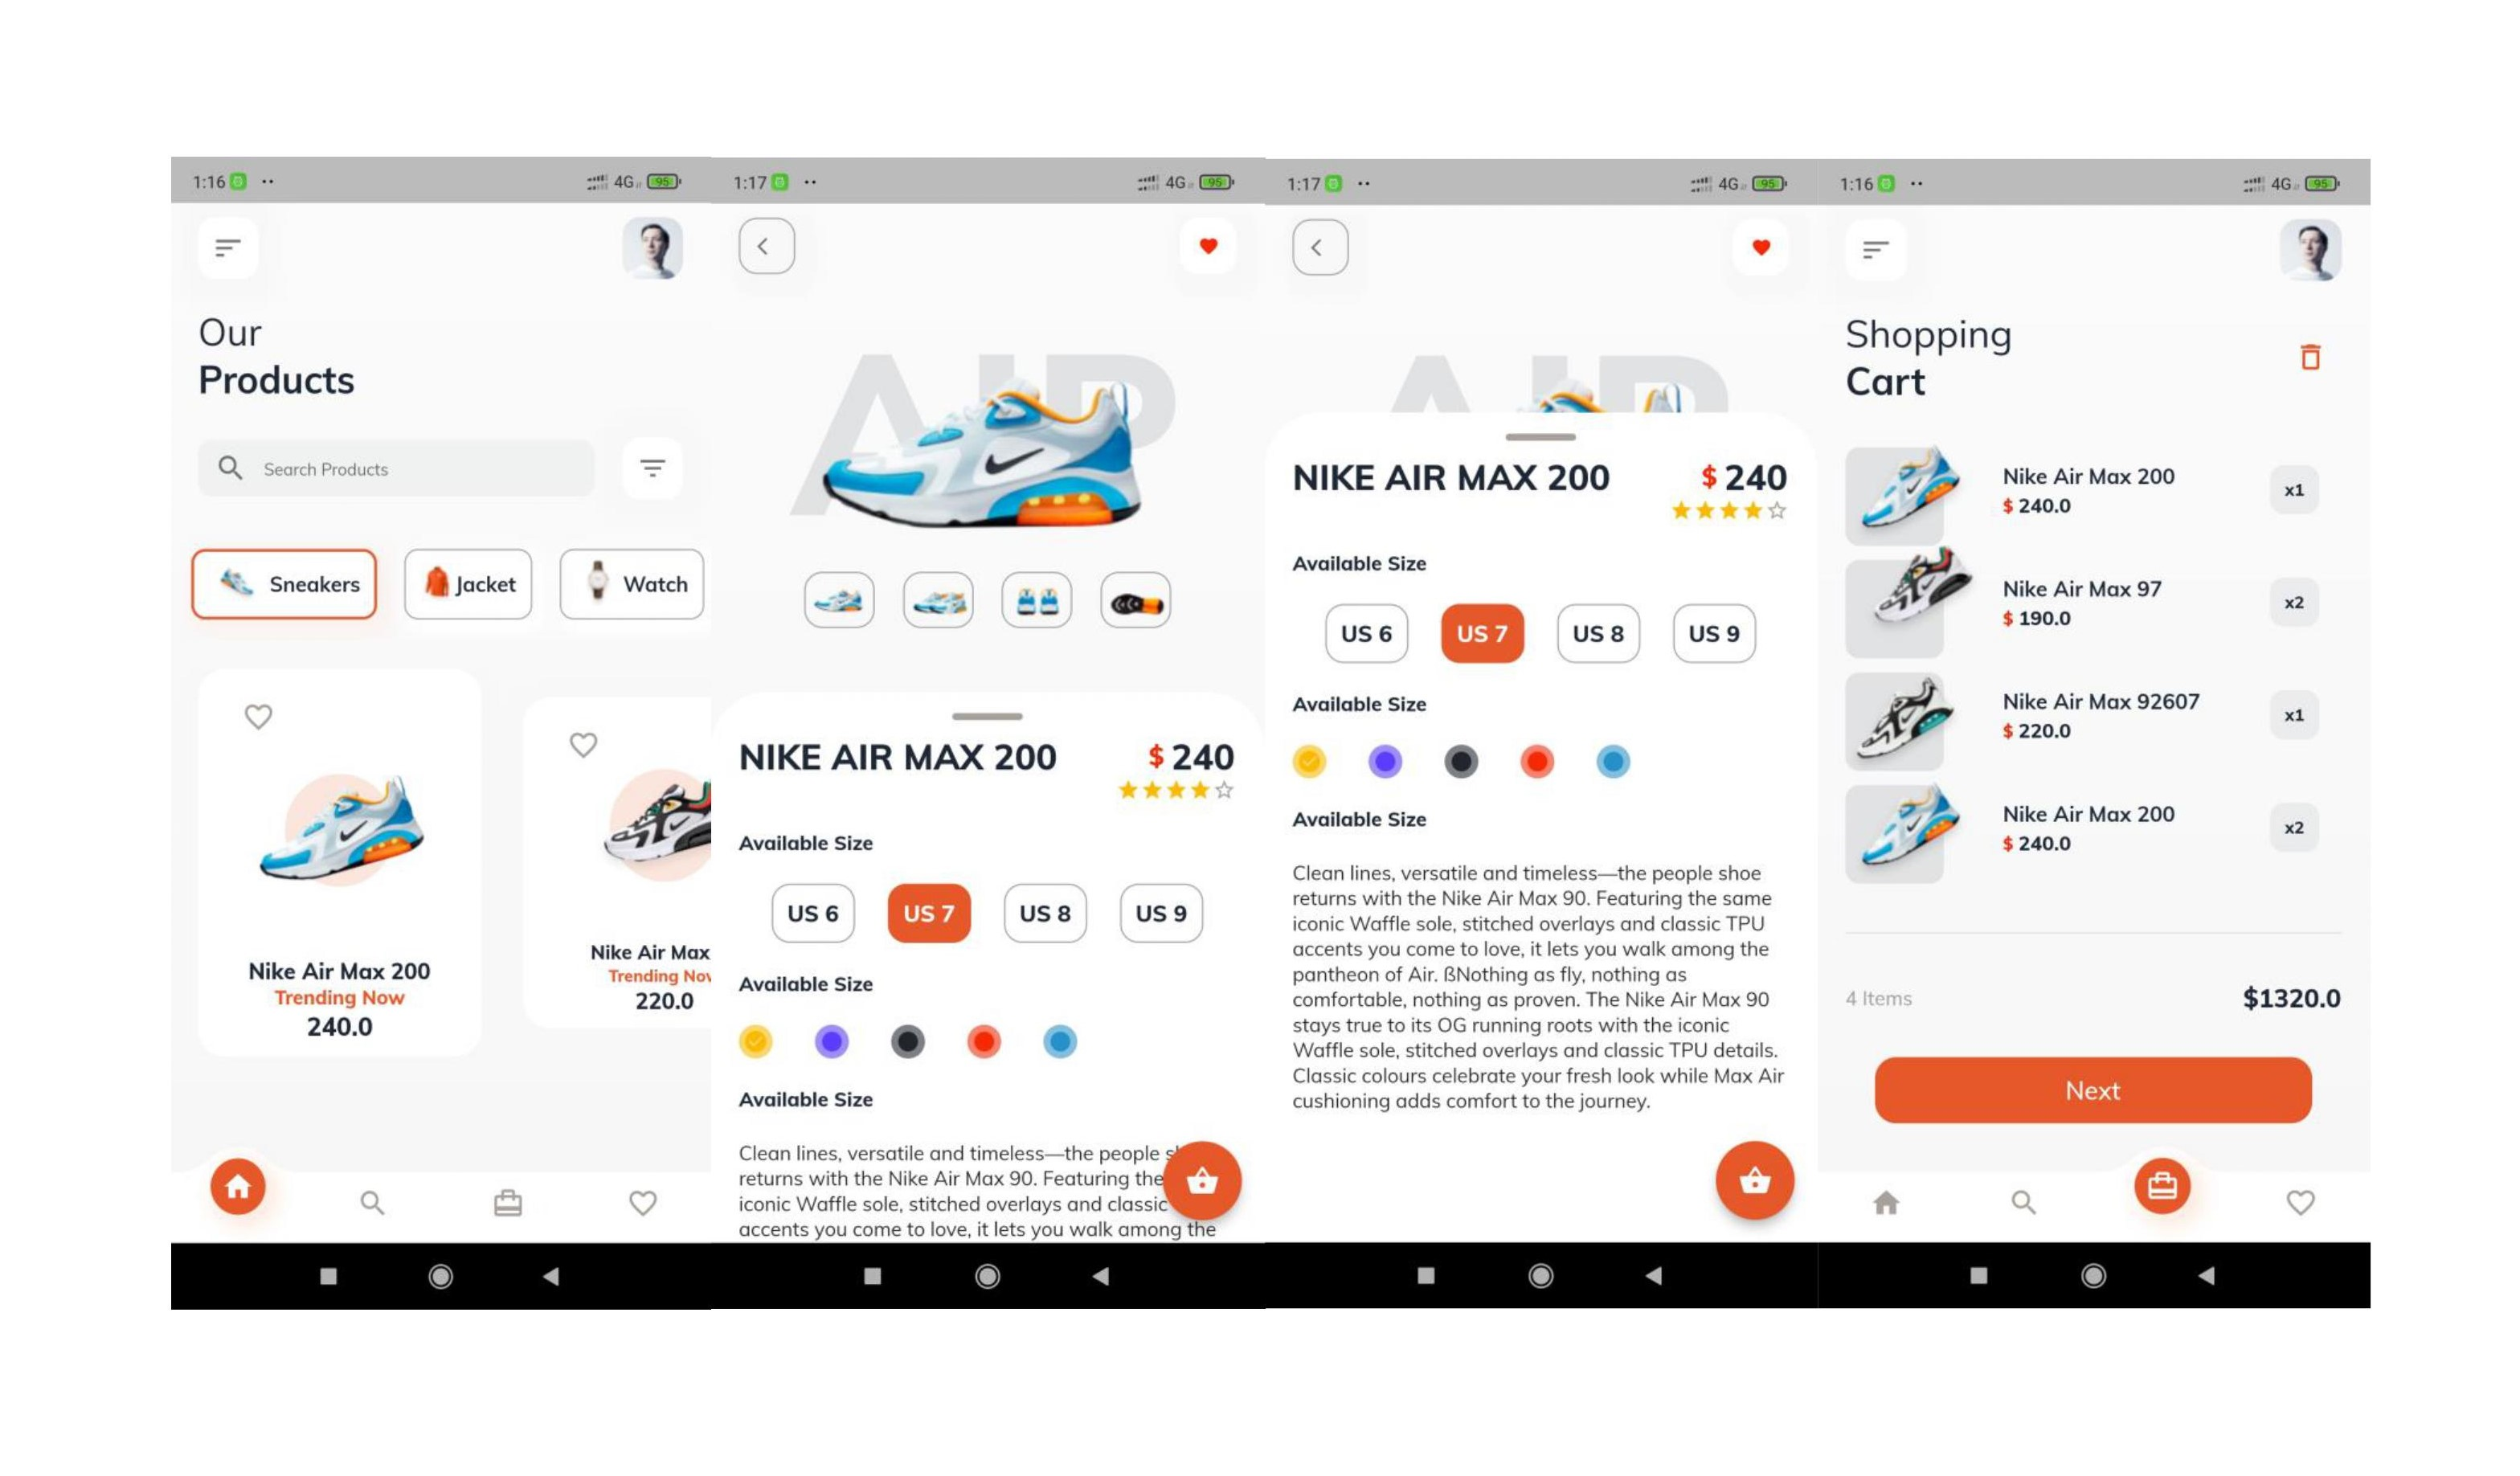 1:16
4G
95
Our
Products
Search Products
Sneakers
Jacket
Watch
Nike Air Max 200
Trending Now
240.0
Nike Air Max
Trending Nov
220.0
1:17
4G
95
AIR
NIKE AIR MAX 200
$ 240
Available Size
US 6
US 7
US 8
US 9
Available Size
Available Size
Clean lines, versatile and timeless—the people s
returns with the Nike Air Max 90. Featuring the
iconic Waffle sole, stitched overlays and classic
accents you come to love, it lets you walk among the
1:17
4G
95
AIR
NIKE AIR MAX 200
$ 240
Available Size
US 6
US 7
US 8
US 9
Available Size
Available Size
Clean lines, versatile and timeless—the people shoe
returns with the Nike Air Max 90. Featuring the same
iconic Waffle sole, stitched overlays and classic TPU
accents you come to love, it lets you walk among the
pantheon of Air. ßNothing as fly, nothing as
comfortable, nothing as proven. The Nike Air Max 90
stays true to its OG running roots with the iconic
Waffle sole, stitched overlays and classic TPU details.
Classic colours celebrate your fresh look while Max Air
cushioning adds comfort to the journey.
1:16
4G
95
Shopping
Cart
Nike Air Max 200
$ 240.0
x1
Nike Air Max 97
$ 190.0
x2
Nike Air Max 92607
$ 220.0
x1
Nike Air Max 200
$ 240.0
x2
4 Items
$1320.0
Next